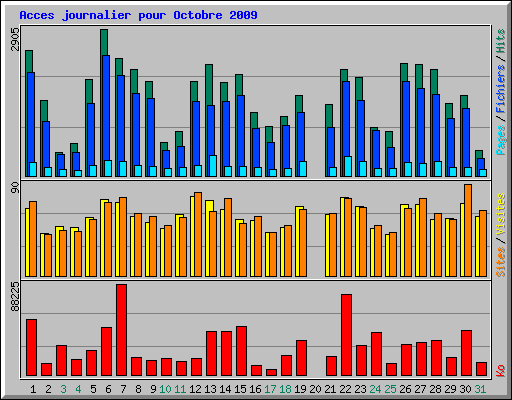 Acces journalier pour Octobre 2009
2905
Pages / Fichiers / Hits
90
Sites / Visites
88225
Ko
1 2 3 4 5 6 7 8 9 10 11 12 13 14 15 16 17 18 19 20 21 22 23 24 25 26 27 28 29 30 31